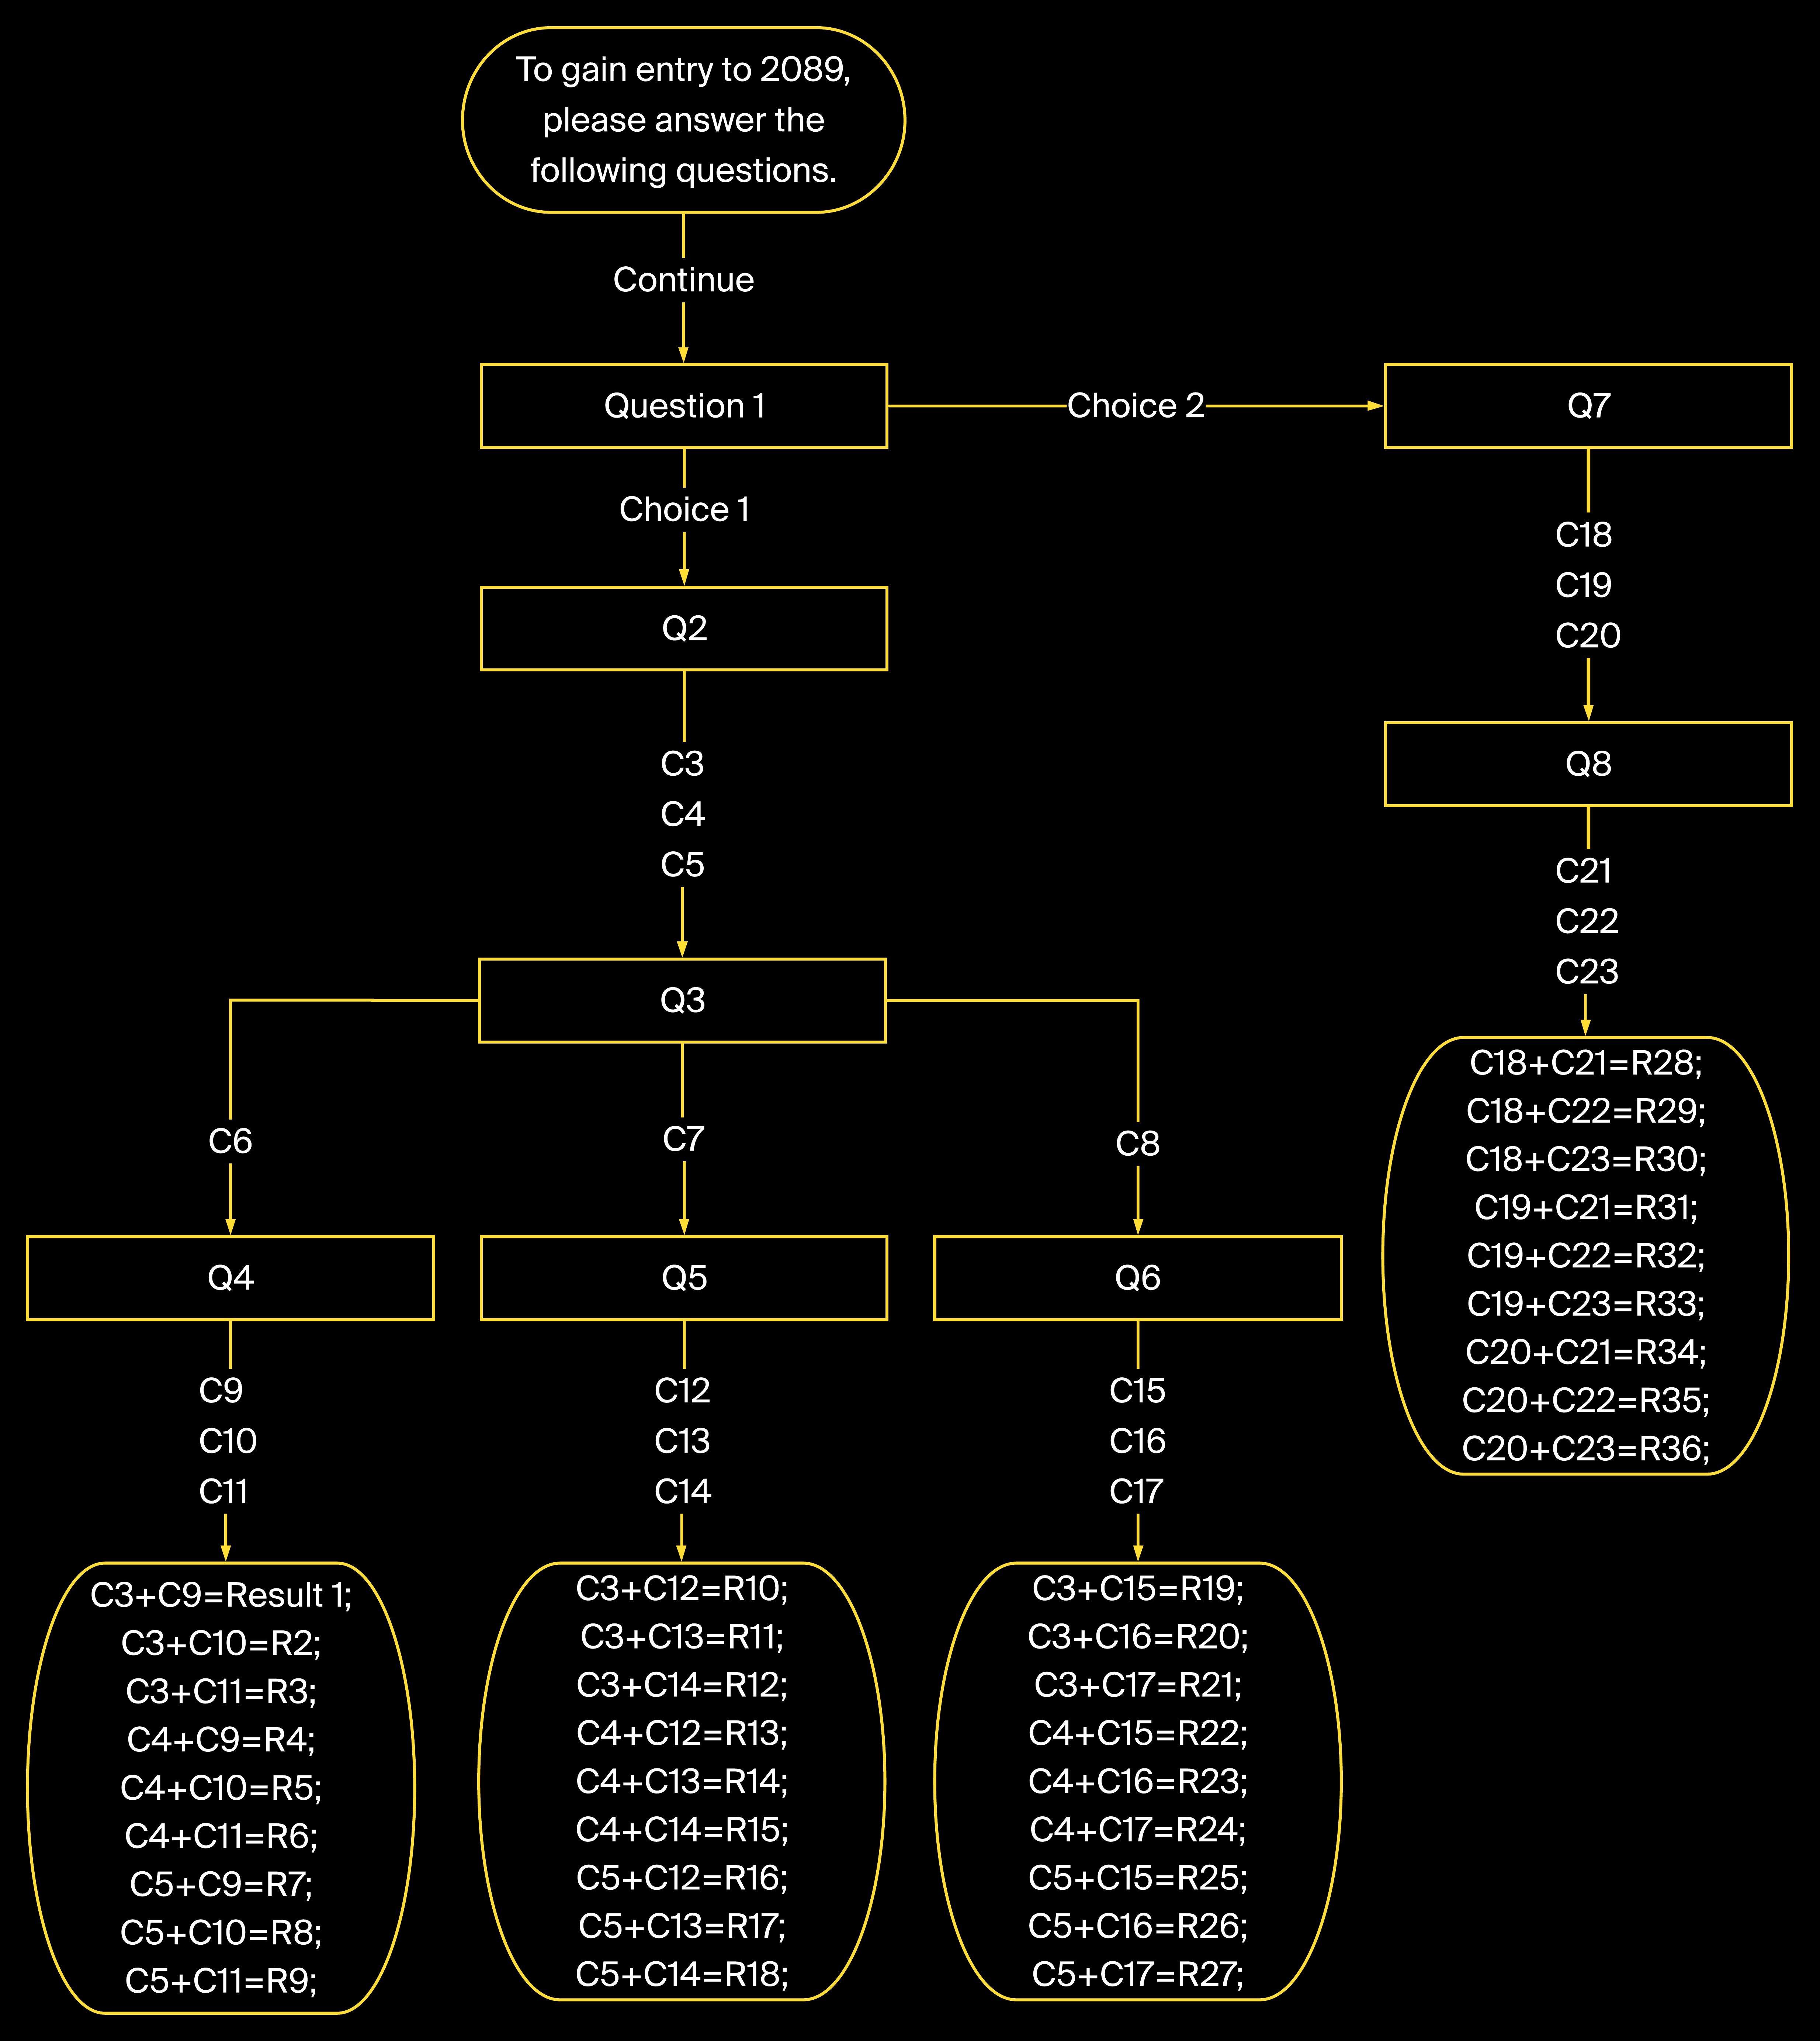 To gain entry to 2089,
please answer the
following questions.
Continue
Question 1
Choice 2
Q7
Choice 1
Q2
C18
C19
C20
C3
C4
C5
Q8
C21
C22
C23
Q3
C6
C7
C8
C18+C21=R28;
C18+C22=R29;
C18+C23=R30;
C19+C21=R31;
C19+C22=R32;
C19+C23=R33;
C20+C21=R34;
C20+C22=R35;
C20+C23=R36;
Q4
Q5
Q6
C9
C10
C11
C12
C13
C14
C15
C16
C17
C3+C9=Result 1;
C3+C10=R2;
C3+C11=R3;
C4+C9=R4;
C4+C10=R5;
C4+C11=R6;
C5+C9=R7;
C5+C10=R8;
C5+C11=R9;
C3+C12=R10;
C3+C13=R11;
C3+C14=R12;
C4+C12=R13;
C4+C13=R14;
C4+C14=R15;
C5+C12=R16;
C5+C13=R17;
C5+C14=R18;
C3+C15=R19;
C3+C16=R20;
C3+C17=R21;
C4+C15=R22;
C4+C16=R23;
C4+C17=R24;
C5+C15=R25;
C5+C16=R26;
C5+C17=R27;